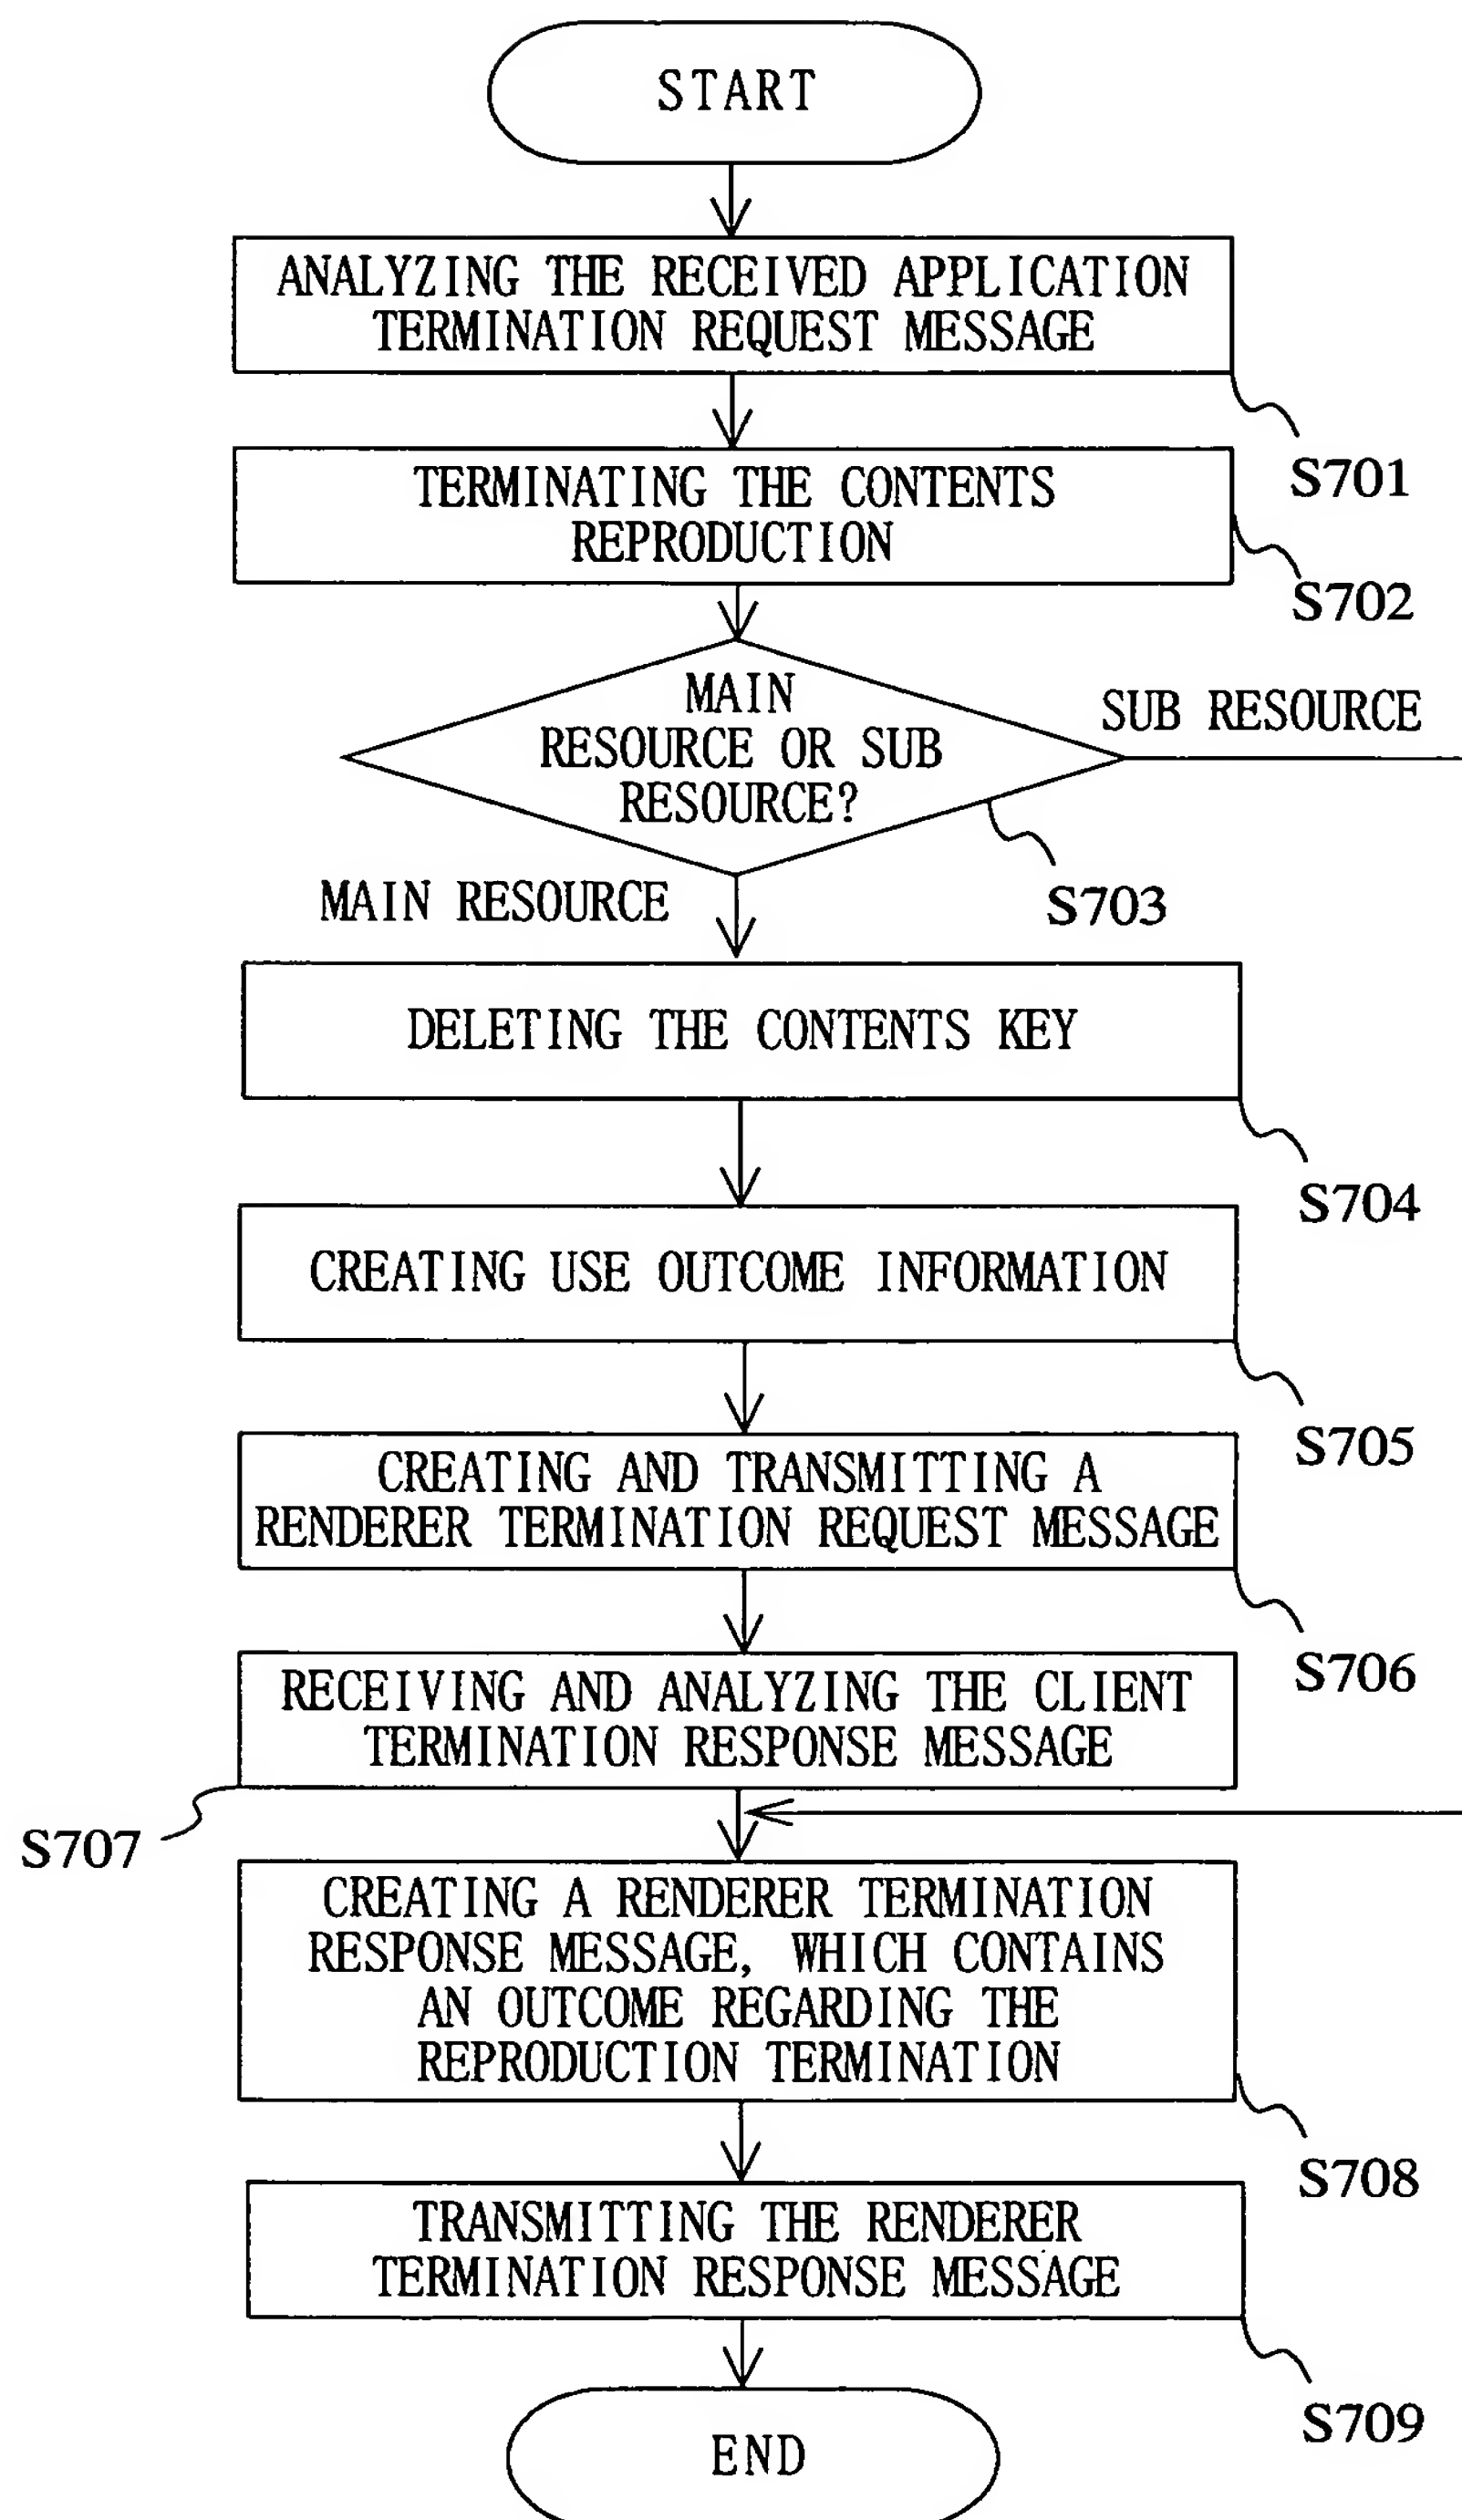 START
ANALYZING THE RECEIVED APPLICATION
TERMINATION REQUEST MESSAGE
S701
TERMINATING THE CONTENTS
REPRODUCTION
S702
MAIN
RESOURCE OR SUB
RESOURCE?
SUB RESOURCE
S703
MAIN RESOURCE
DELETING THE CONTENTS KEY
S704
CREATING USE OUTCOME INFORMATION
S705
CREATING AND TRANSMITTING A
RENDERER TERMINATION REQUEST MESSAGE
S706
RECEIVING AND ANALYZING THE CLIENT
TERMINATION RESPONSE MESSAGE
S707
CREATING A RENDERER TERMINATION
RESPONSE MESSAGE, WHICH CONTAINS
AN OUTCOME REGARDING THE
REPRODUCTION TERMINATION
S708
TRANSMITTING THE RENDERER
TERMINATION RESPONSE MESSAGE
S709
END